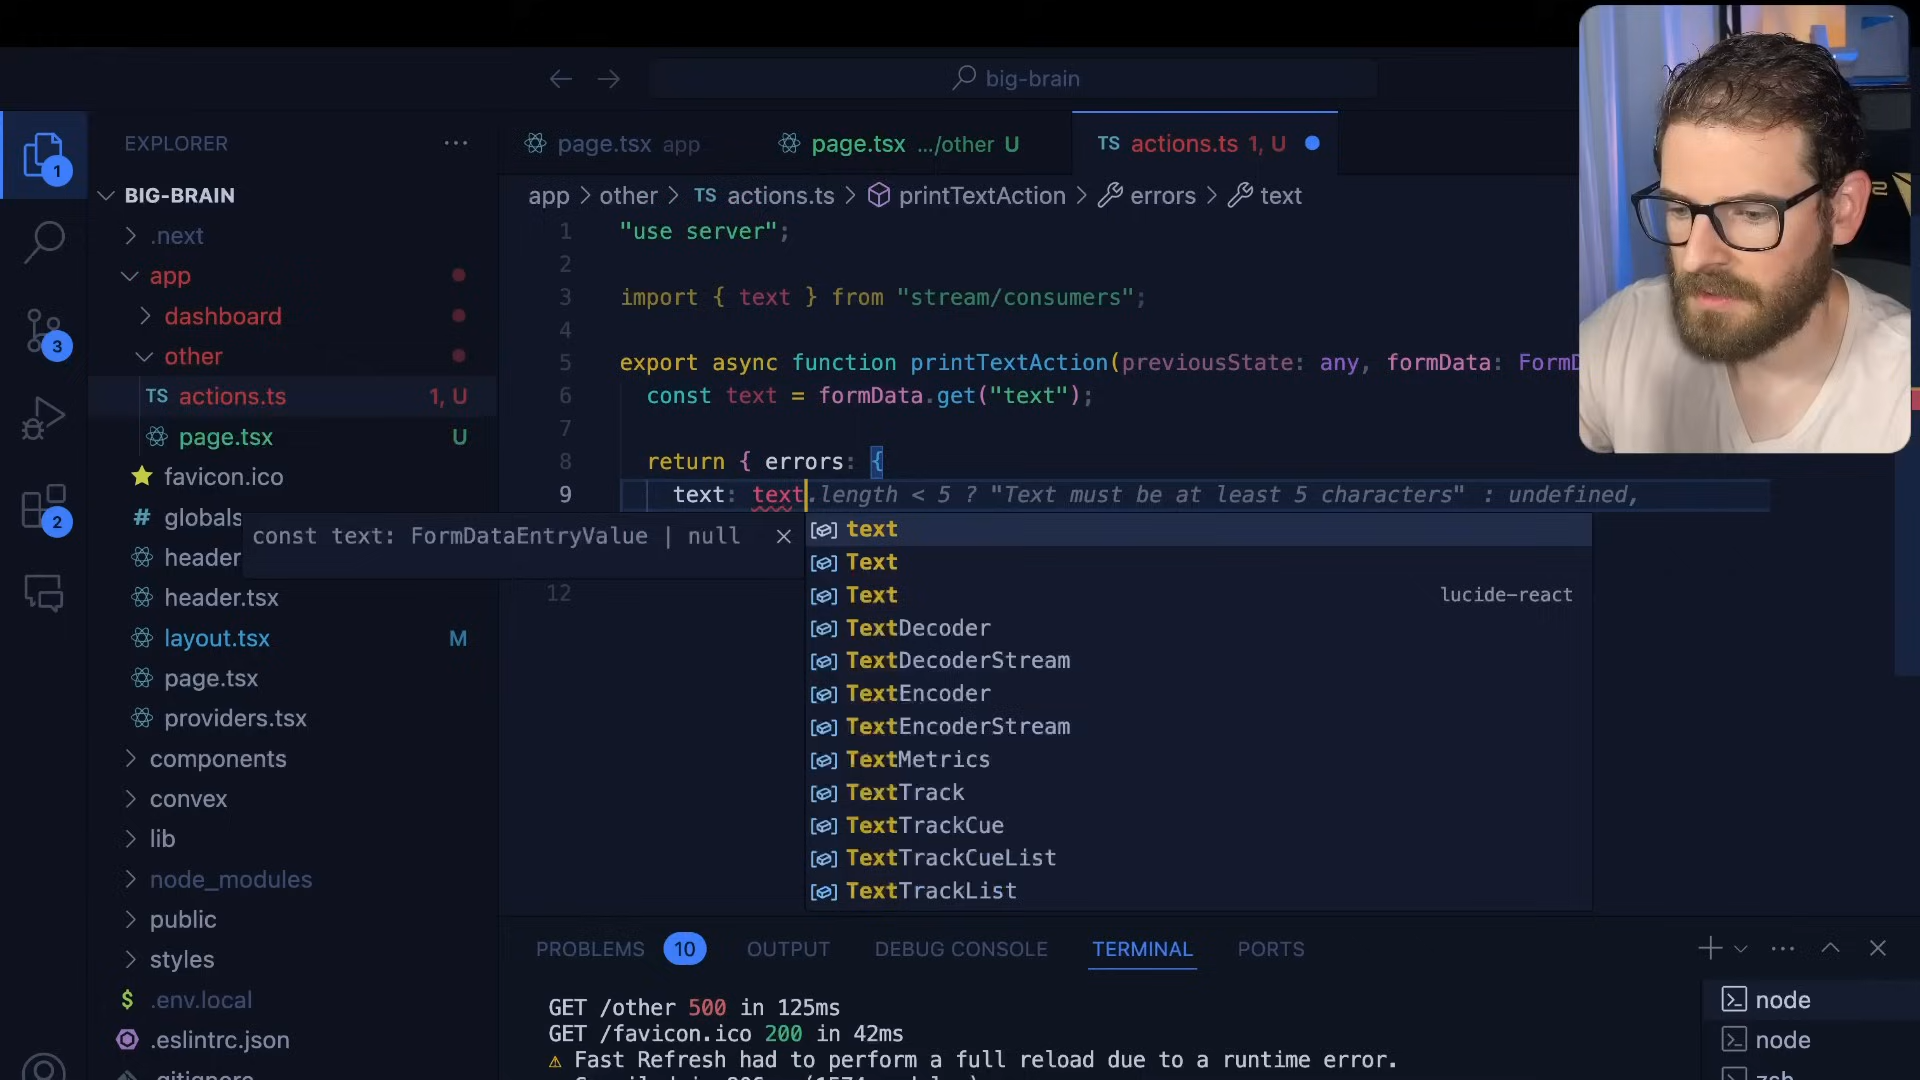 big-brain
1
EXPLORER
page.tsx app
page.tsx .../other U
TS actions.ts 1, U
BIG-BRAIN
app > other > TS actions.ts > printTextAction > errors > text
.next
app
dashboard
other
TS actions.ts 1, U
page.tsx U
favicon.ico
# globals
header
header.tsx
layout.tsx M
page.tsx
providers.tsx
components
convex
lib
node_modules
public
styles
$ .env.local
.eslintrc.json
.gitignore
3
2
1 "use server";
2
3 import { text } from "stream/consumers";
4
5 export async function printTextAction(previousState: any, formData: FormD
6 const text = formData.get("text");
7
8 return { errors: {
9 text: text.length < 5 ? "Text must be at least 5 characters" : undefined,
const text: FormDataEntryValue | null
12
text
Text
Text lucide-react
TextDecoder
TextDecoderStream
TextEncoder
TextEncoderStream
TextMetrics
TextTrack
TextTrackCue
TextTrackCueList
TextTrackList
PROBLEMS 10 OUTPUT DEBUG CONSOLE TERMINAL PORTS
GET /other 500 in 125ms
GET /favicon.ico 200 in 42ms
⚠ Fast Refresh had to perform a full reload due to a runtime error.
node
node
zsh